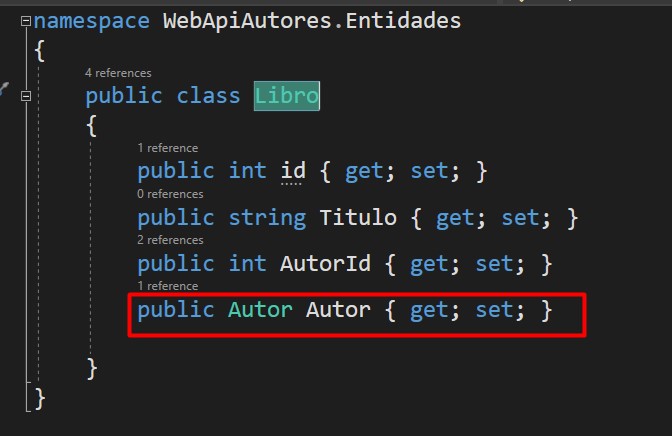 namespace WebApiAutores.Entidades
{
4 references
public class Libro
{
1 reference
public int id { get; set; }
0 references
public string Titulo { get; set; }
2 references
public int AutorId { get; set; }
1 reference
public Autor Autor { get; set; }
}
}